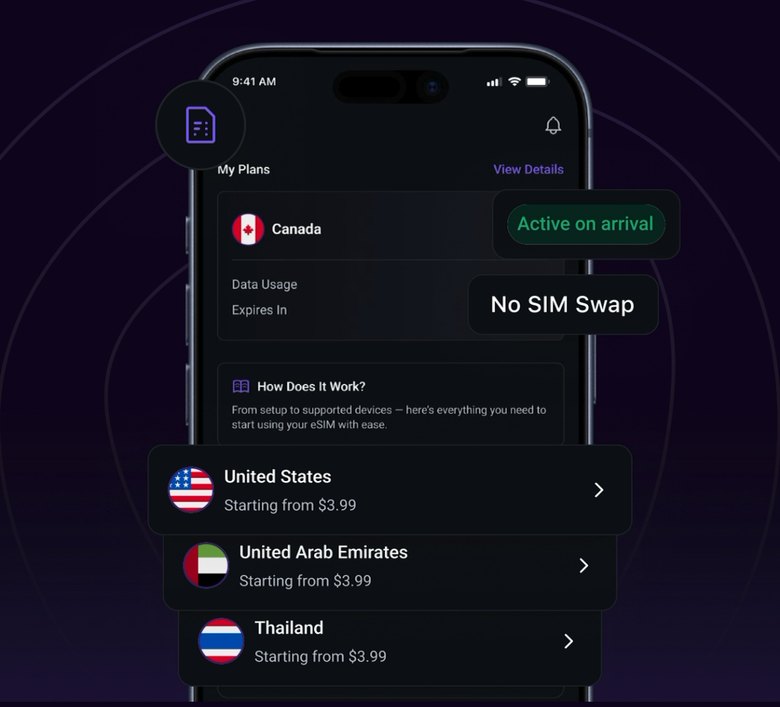 9:41 AM
My Plans
View Details
Canada
Active on arrival
Data Usage
No SIM Swap
Expires In
How Does It Work?
From setup to supported devices — here's everything you need to
start using your eSIM with ease.
United States
Starting from $3.99
United Arab Emirates
Starting from $3.99
Thailand
Starting from $3.99